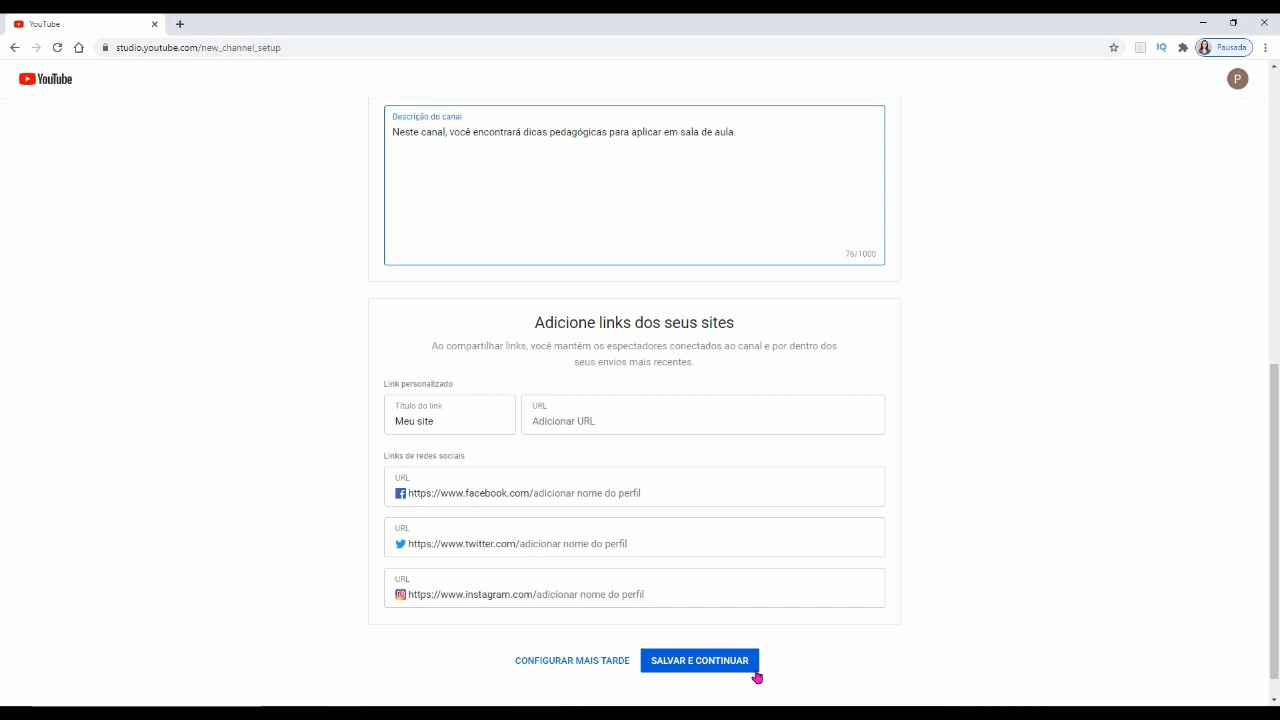 YouTube
studio.youtube.com/new_channel_setup
IQ
Pausada
YouTube
P
Descrição do canal
Neste canal, você encontrará dicas pedagógicas para aplicar em sala de aula.
76/1000
Adicione links dos seus sites
Ao compartilhar links, você mantém os espectadores conectados ao canal e por dentro dos
seus envios mais recentes.
Link personalizado
Título do link
URL
Meu site
Adicionar URL
Links de redes sociais
URL
https://www.facebook.com/adicionar nome do perfil
URL
https://www.twitter.com/adicionar nome do perfil
URL
https://www.instagram.com/adicionar nome do perfil
CONFIGURAR MAIS TARDE
SALVAR E CONTINUAR